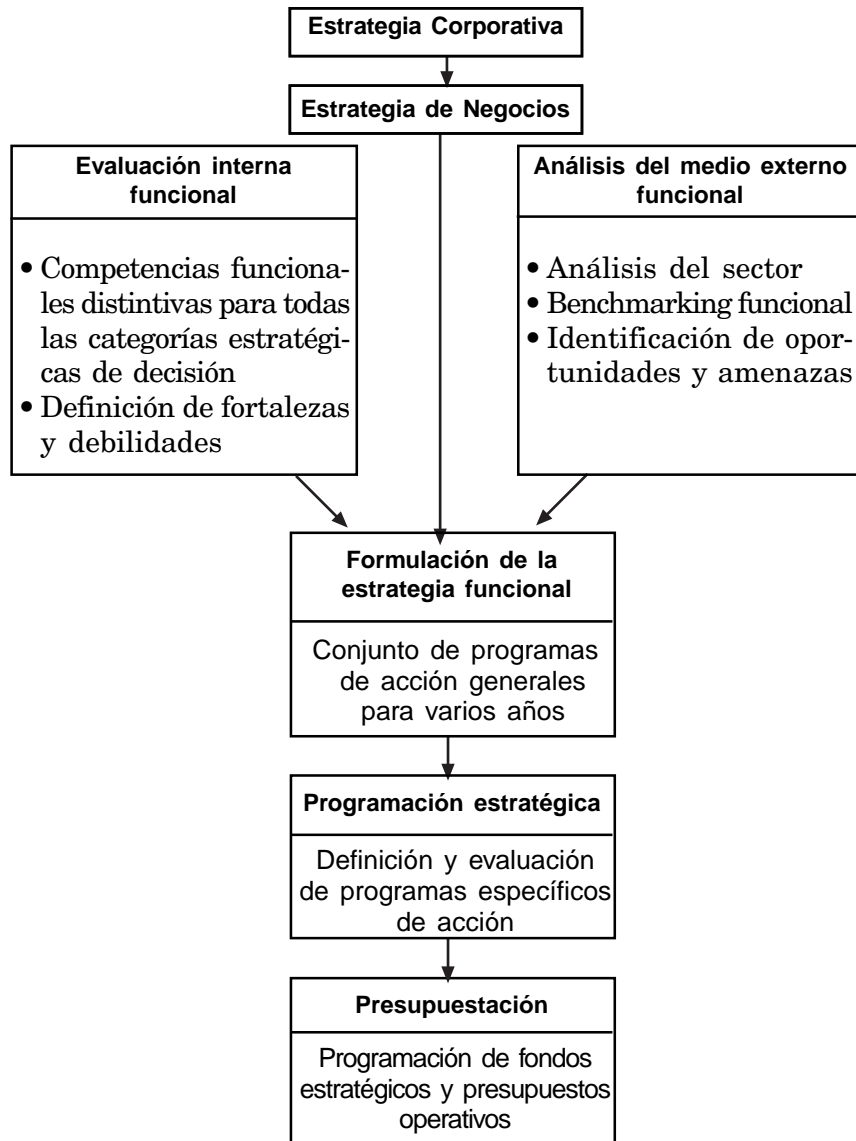 Estrategia Corporativa
Estrategia de Negocios
Evaluación interna
funcional
• Competencias funciona-
les distintivas para todas
las categorías estratégi-
cas de decisión
• Definición de fortalezas
y debilidades
Análisis del medio externo
funcional
• Análisis del sector
• Benchmarking funcional
• Identificación de opor-
tunidades y amenazas
Formulación de la
estrategia funcional
Conjunto de programas
de acción generales
para varios años
Programación estratégica
Definición y evaluación
de programas específicos
de acción
Presupuestación
Programación de fondos
estratégicos y presupuestos
operativos